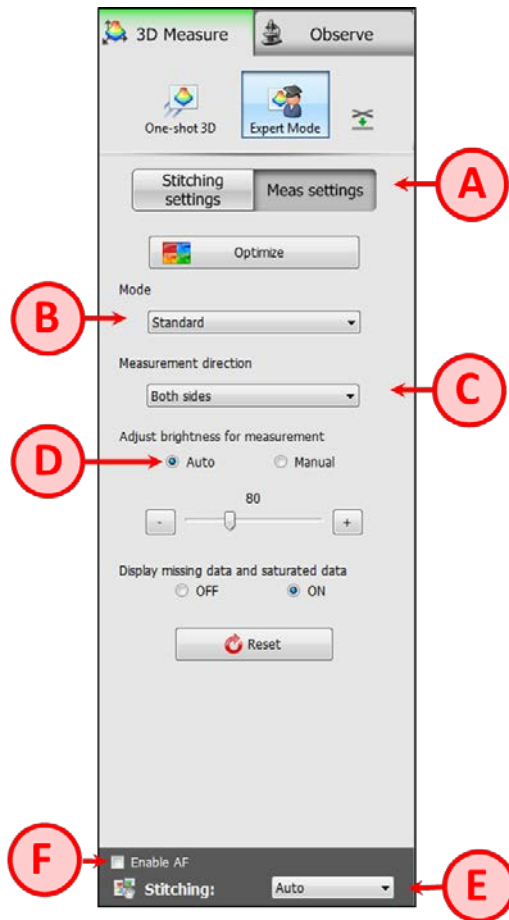 3D Measure Observe
One-shot 3D Expert Mode
Stitching settings Meas settings A
Optimize
Mode
B Standard
Measurement direction
Both sides C
Adjust brightness for measurement
D Auto Manual
80
- +
Display missing data and saturated data
OFF ON
Reset
F Enable AF
Stitching: Auto E